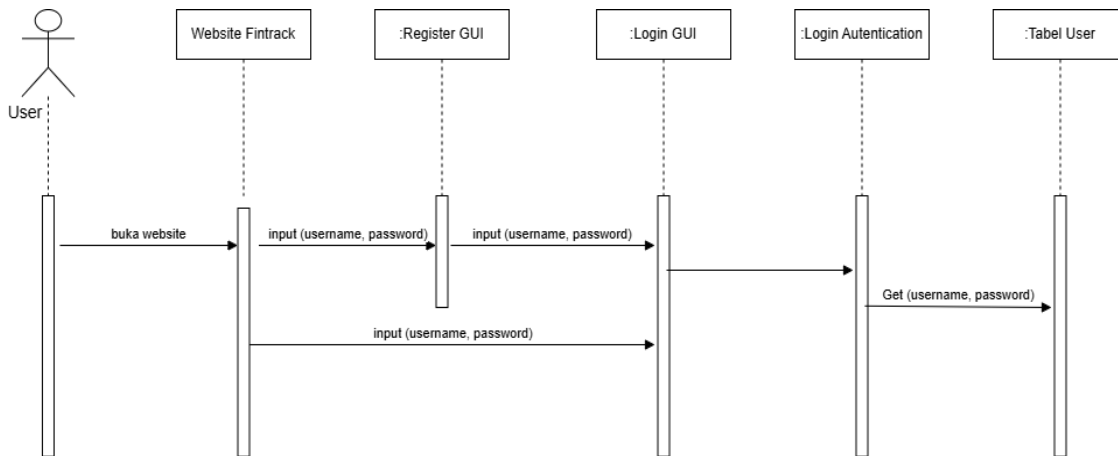 Website Fintrack
:Register GUI
:Login GUI
:Login Autentication
:Tabel User
User
buka website
input (username, password)
input (username, password)
Get (username, password)
input (username, password)